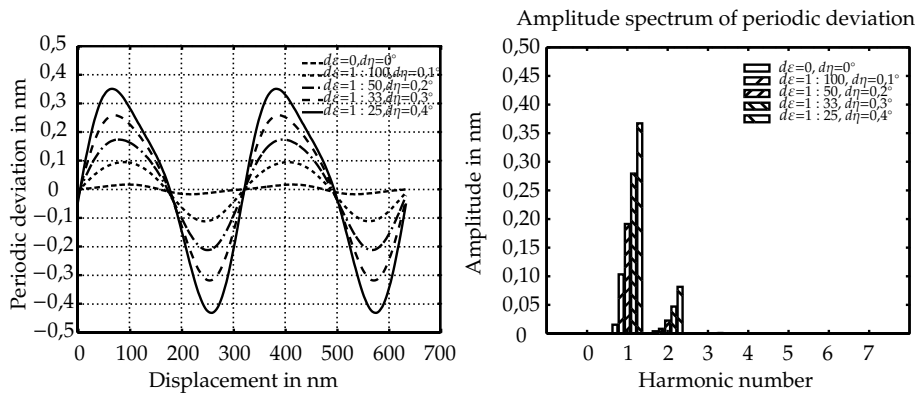 Amplitude spectrum of periodic deviation
0,5
0,4
0,3
0,2
0,1
0
−0,1
−0,2
−0,3
−0,4
−0,5
Periodic deviation in nm
dε=0,dη=0°
dε=1 : 100,dη=0,1°
dε=1 : 50,dη=0,2°
dε=1 : 33,dη=0,3°
dε=1 : 25,dη=0,4°
0 100 200 300 400 500 600 700
Displacement in nm
0,50
0,40
0,35
0,30
0,25
0,20
0,15
0,10
0,05
0
Amplitude in nm
dε=0, dη=0°
dε=1 : 100, dη=0,1°
dε=1 : 50, dη=0,2°
dε=1 : 33, dη=0,3°
dε=1 : 25, dη=0,4°
0 1 2 3 4 5 6 7
Harmonic number